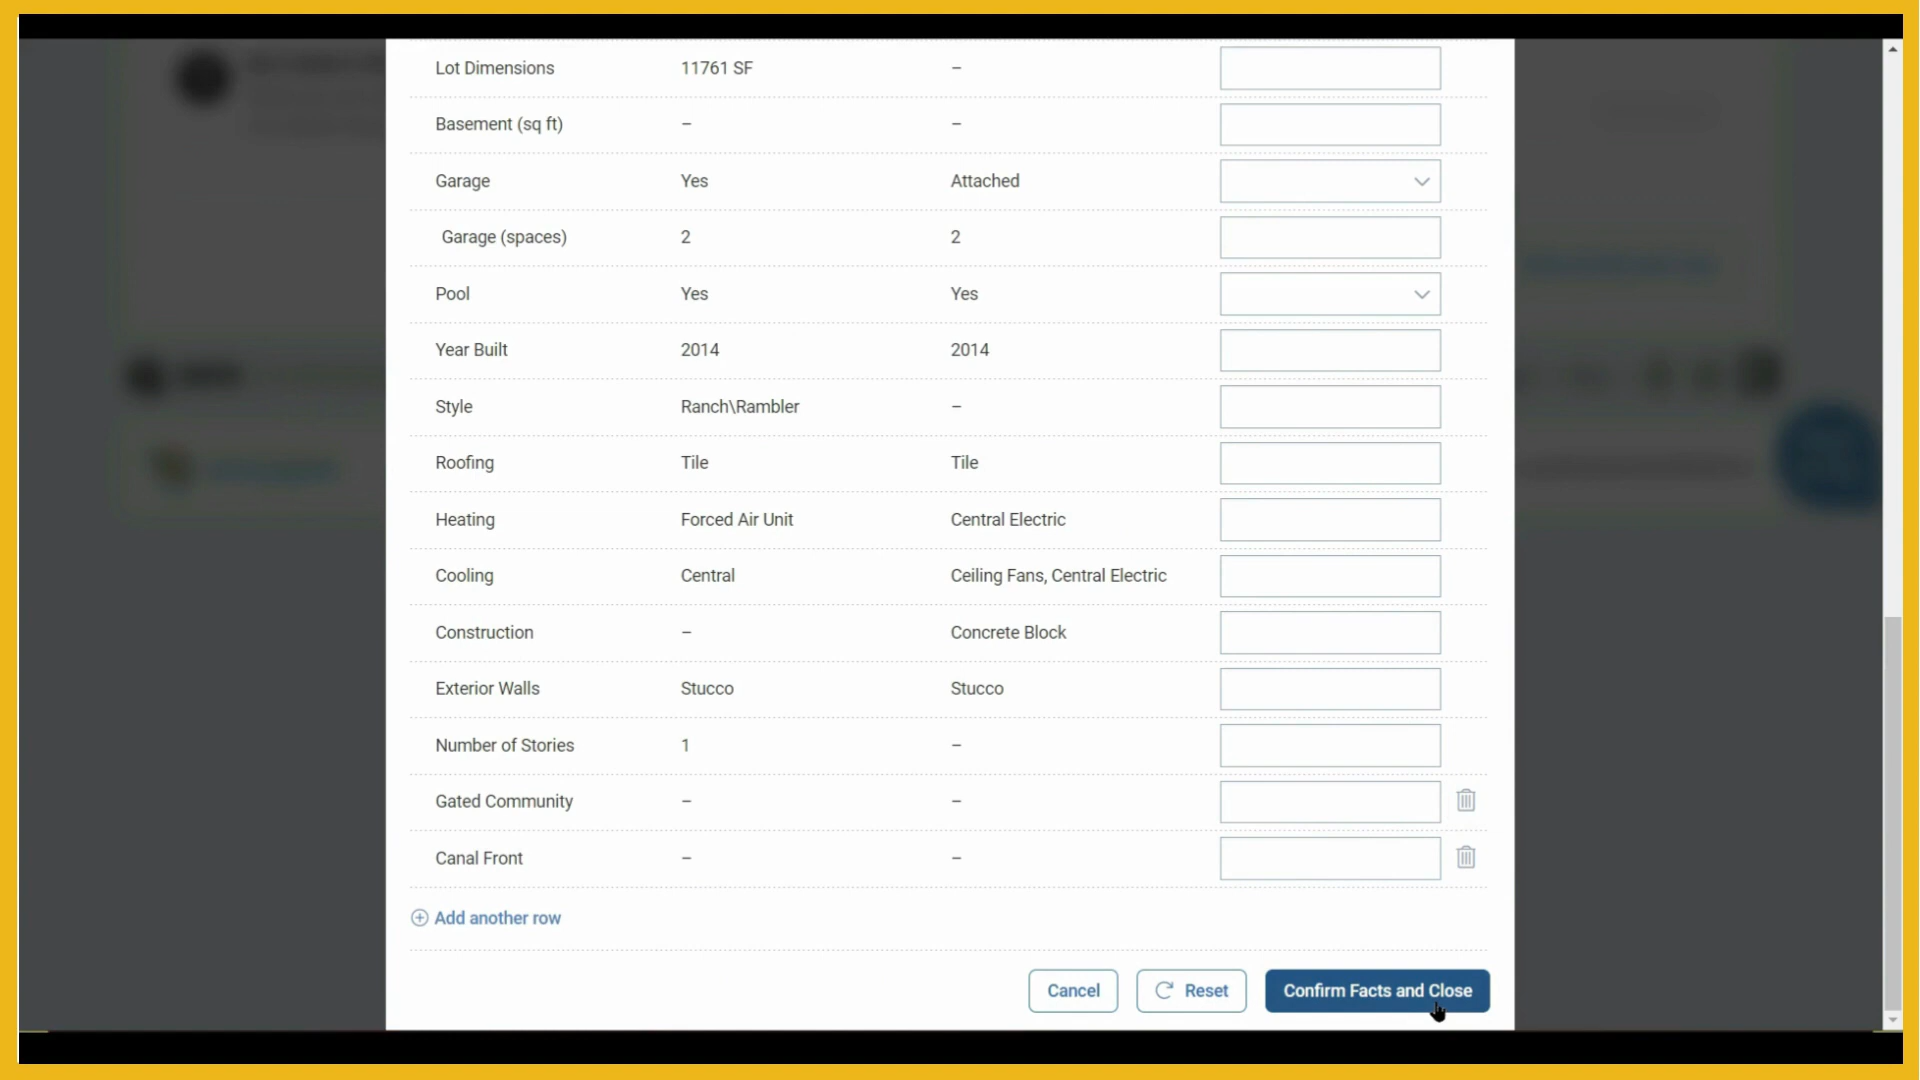 Lot Dimensions 11761 SF –
Basement (sq ft) – –
Garage Yes Attached
Garage (spaces) 2 2
Pool Yes Yes
Year Built 2014 2014
Style Ranch\Rambler –
Roofing Tile Tile
Heating Forced Air Unit Central Electric
Cooling Central Ceiling Fans, Central Electric
Construction – Concrete Block
Exterior Walls Stucco Stucco
Number of Stories 1 –
Gated Community – –
Canal Front – –
Add another row
Cancel Reset Confirm Facts and Close